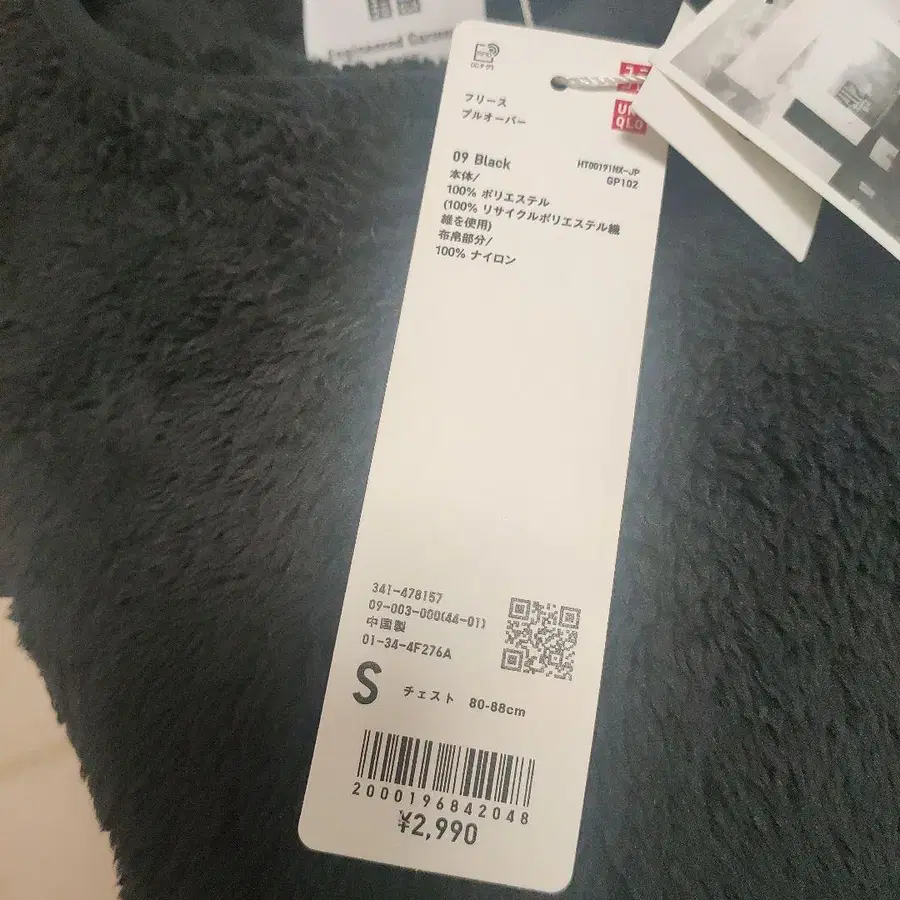 Engineered Garmen
フリース
プルオーバー
UNI
QLO
09 Black
HT00191NX-JP
GP102
本体/
100% ポリエステル
(100% リサイクルポリエステル繊
維を使用)
布帛部分/
100% ナイロン
341-478157
09-003-000(44-01)
中国製
01-34-4F276A
S チェスト 80-88cm
2000196842048
¥2,990